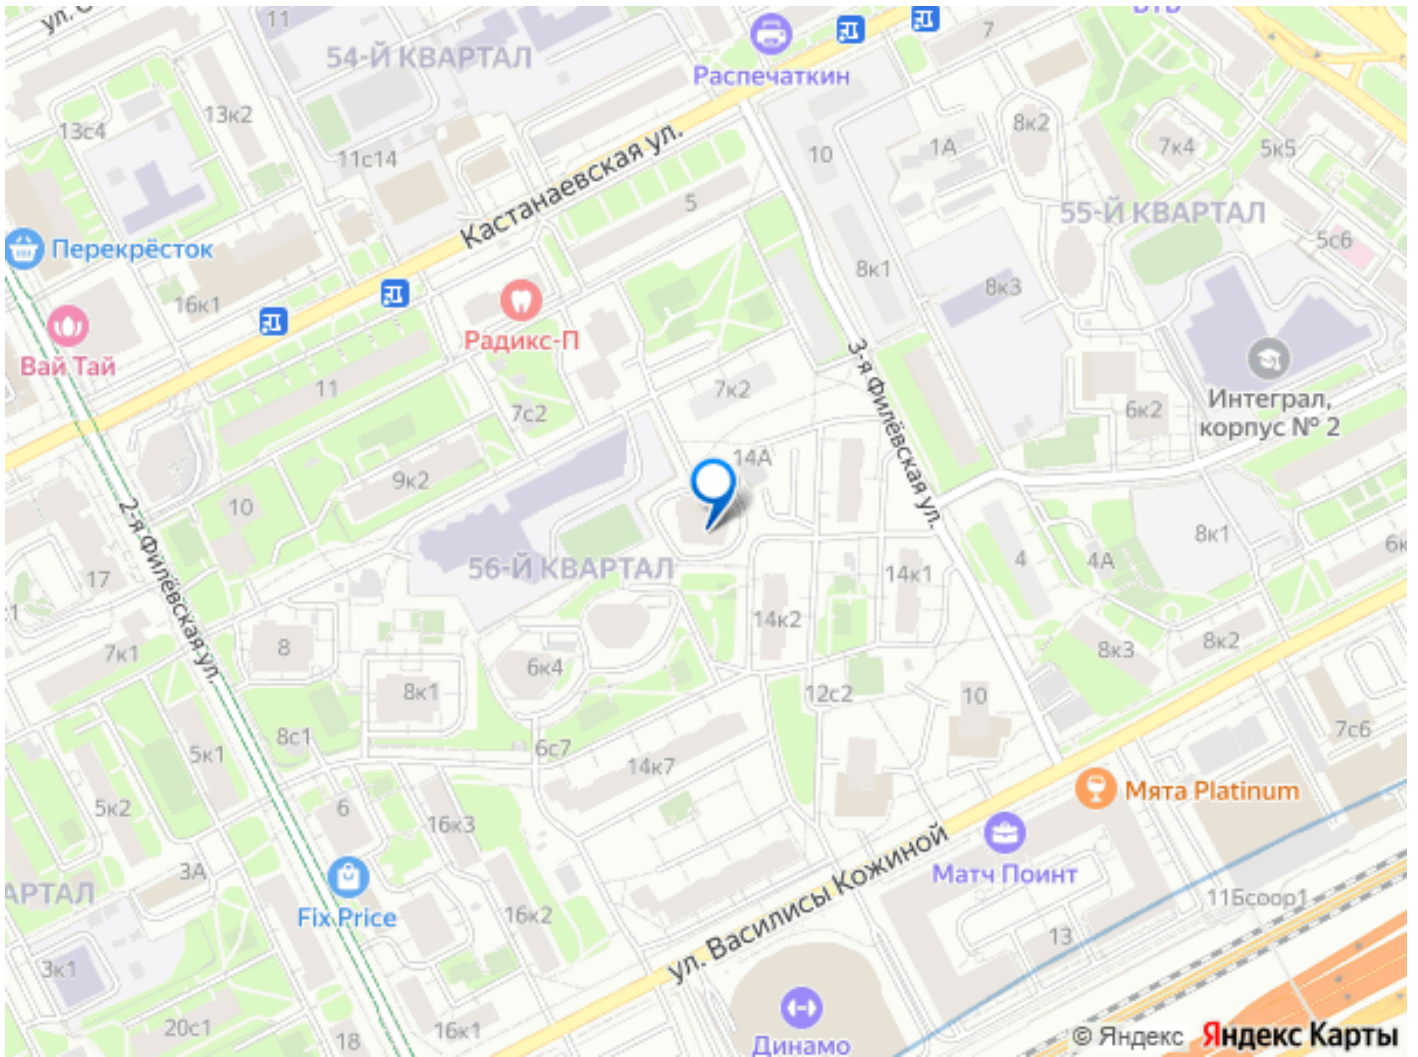 11
54-Й КВАРТАЛ
Распечаткин
7
13к2
13с4
11с14
Кастанаевская ул.
10
1А
8к2
7к4
5к5
5
55-Й КВАРТАЛ
5с6
Перекрёсток
16к1
8к1
8к3
Радикс-П
Вай Тай
3-я Филёвская ул.
11
7с2
7к2
6к2
Интеграл,
корпус № 2
14А
9к2
10
2-я Филёвская ул.
8к1
17
56-Й КВАРТАЛ
14к1
4
4А
14к2
7к1
8
6к4
8к3
8к2
8к1
12с2
10
8с1
6с7
5к1
14к7
7с6
5к2
6
16к3
Мята Platinum
Матч Поинт
3А
Fix Price
16к2
ул. Василисы Кожиной
11Бсоор1
13
3к1
20с1
18
16к1
Динамо
© Яндекс Яндекс Карты